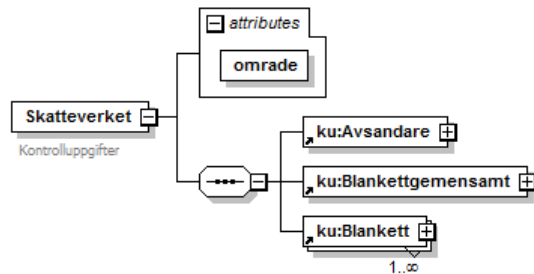 attributes
omrade
Skatteverket
Kontrolluppgifter
ku:Avsandare
ku:Blankettgemensamt
ku:Blankett
1..∞